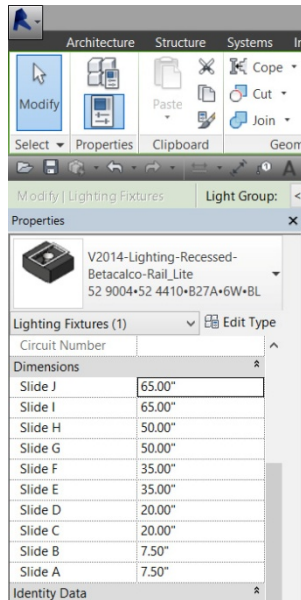 Architecture Structure Systems
Modify Paste Cope
Cut
Join
Select Properties Clipboard Geom
Modify | Lighting Fixtures Light Group:
Properties
V2014-Lighting-Recessed-
Betacalco-Rail_Lite
52 9004•52 4410•B27A•6W•BL
Lighting Fixtures (1) Edit Type
Circuit Number
Dimensions
Slide J 65.00"
Slide I 65.00"
Slide H 50.00"
Slide G 50.00"
Slide F 35.00"
Slide E 35.00"
Slide D 20.00"
Slide C 20.00"
Slide B 7.50"
Slide A 7.50"
Identity Data